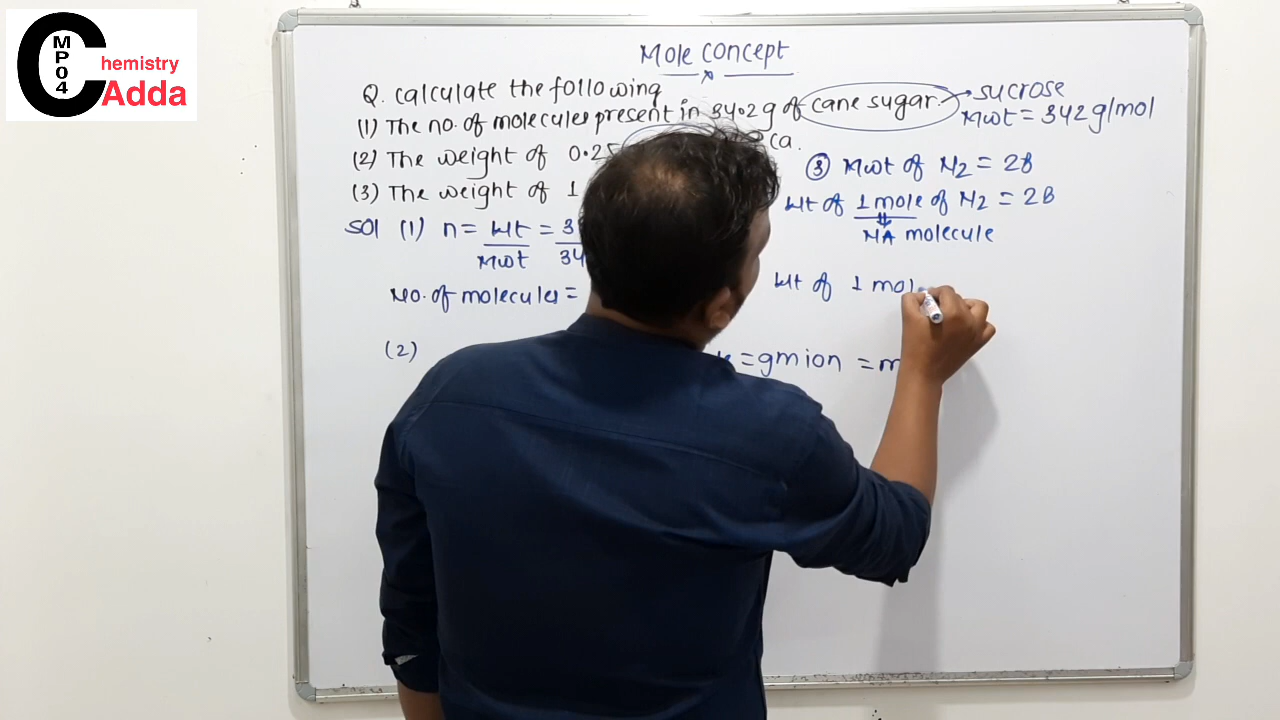 C
MP04
hemistry
Adda
Mole concept
Q. Calculate the following
(1) The no. of molecules present in 34.2 g of cane sugar. → sucrose
Mwt = 342 g/mol
(2) The weight of 0.25 Ca.
(3) The weight of 1
Sol (1) n = Wt = 3
Mwt 34
No. of molecules =
(2) = gm ion = m
③ Mwt of N2 = 28
Wt of 1 mole of N2 = 28
NA molecule
Wt of 1 mol